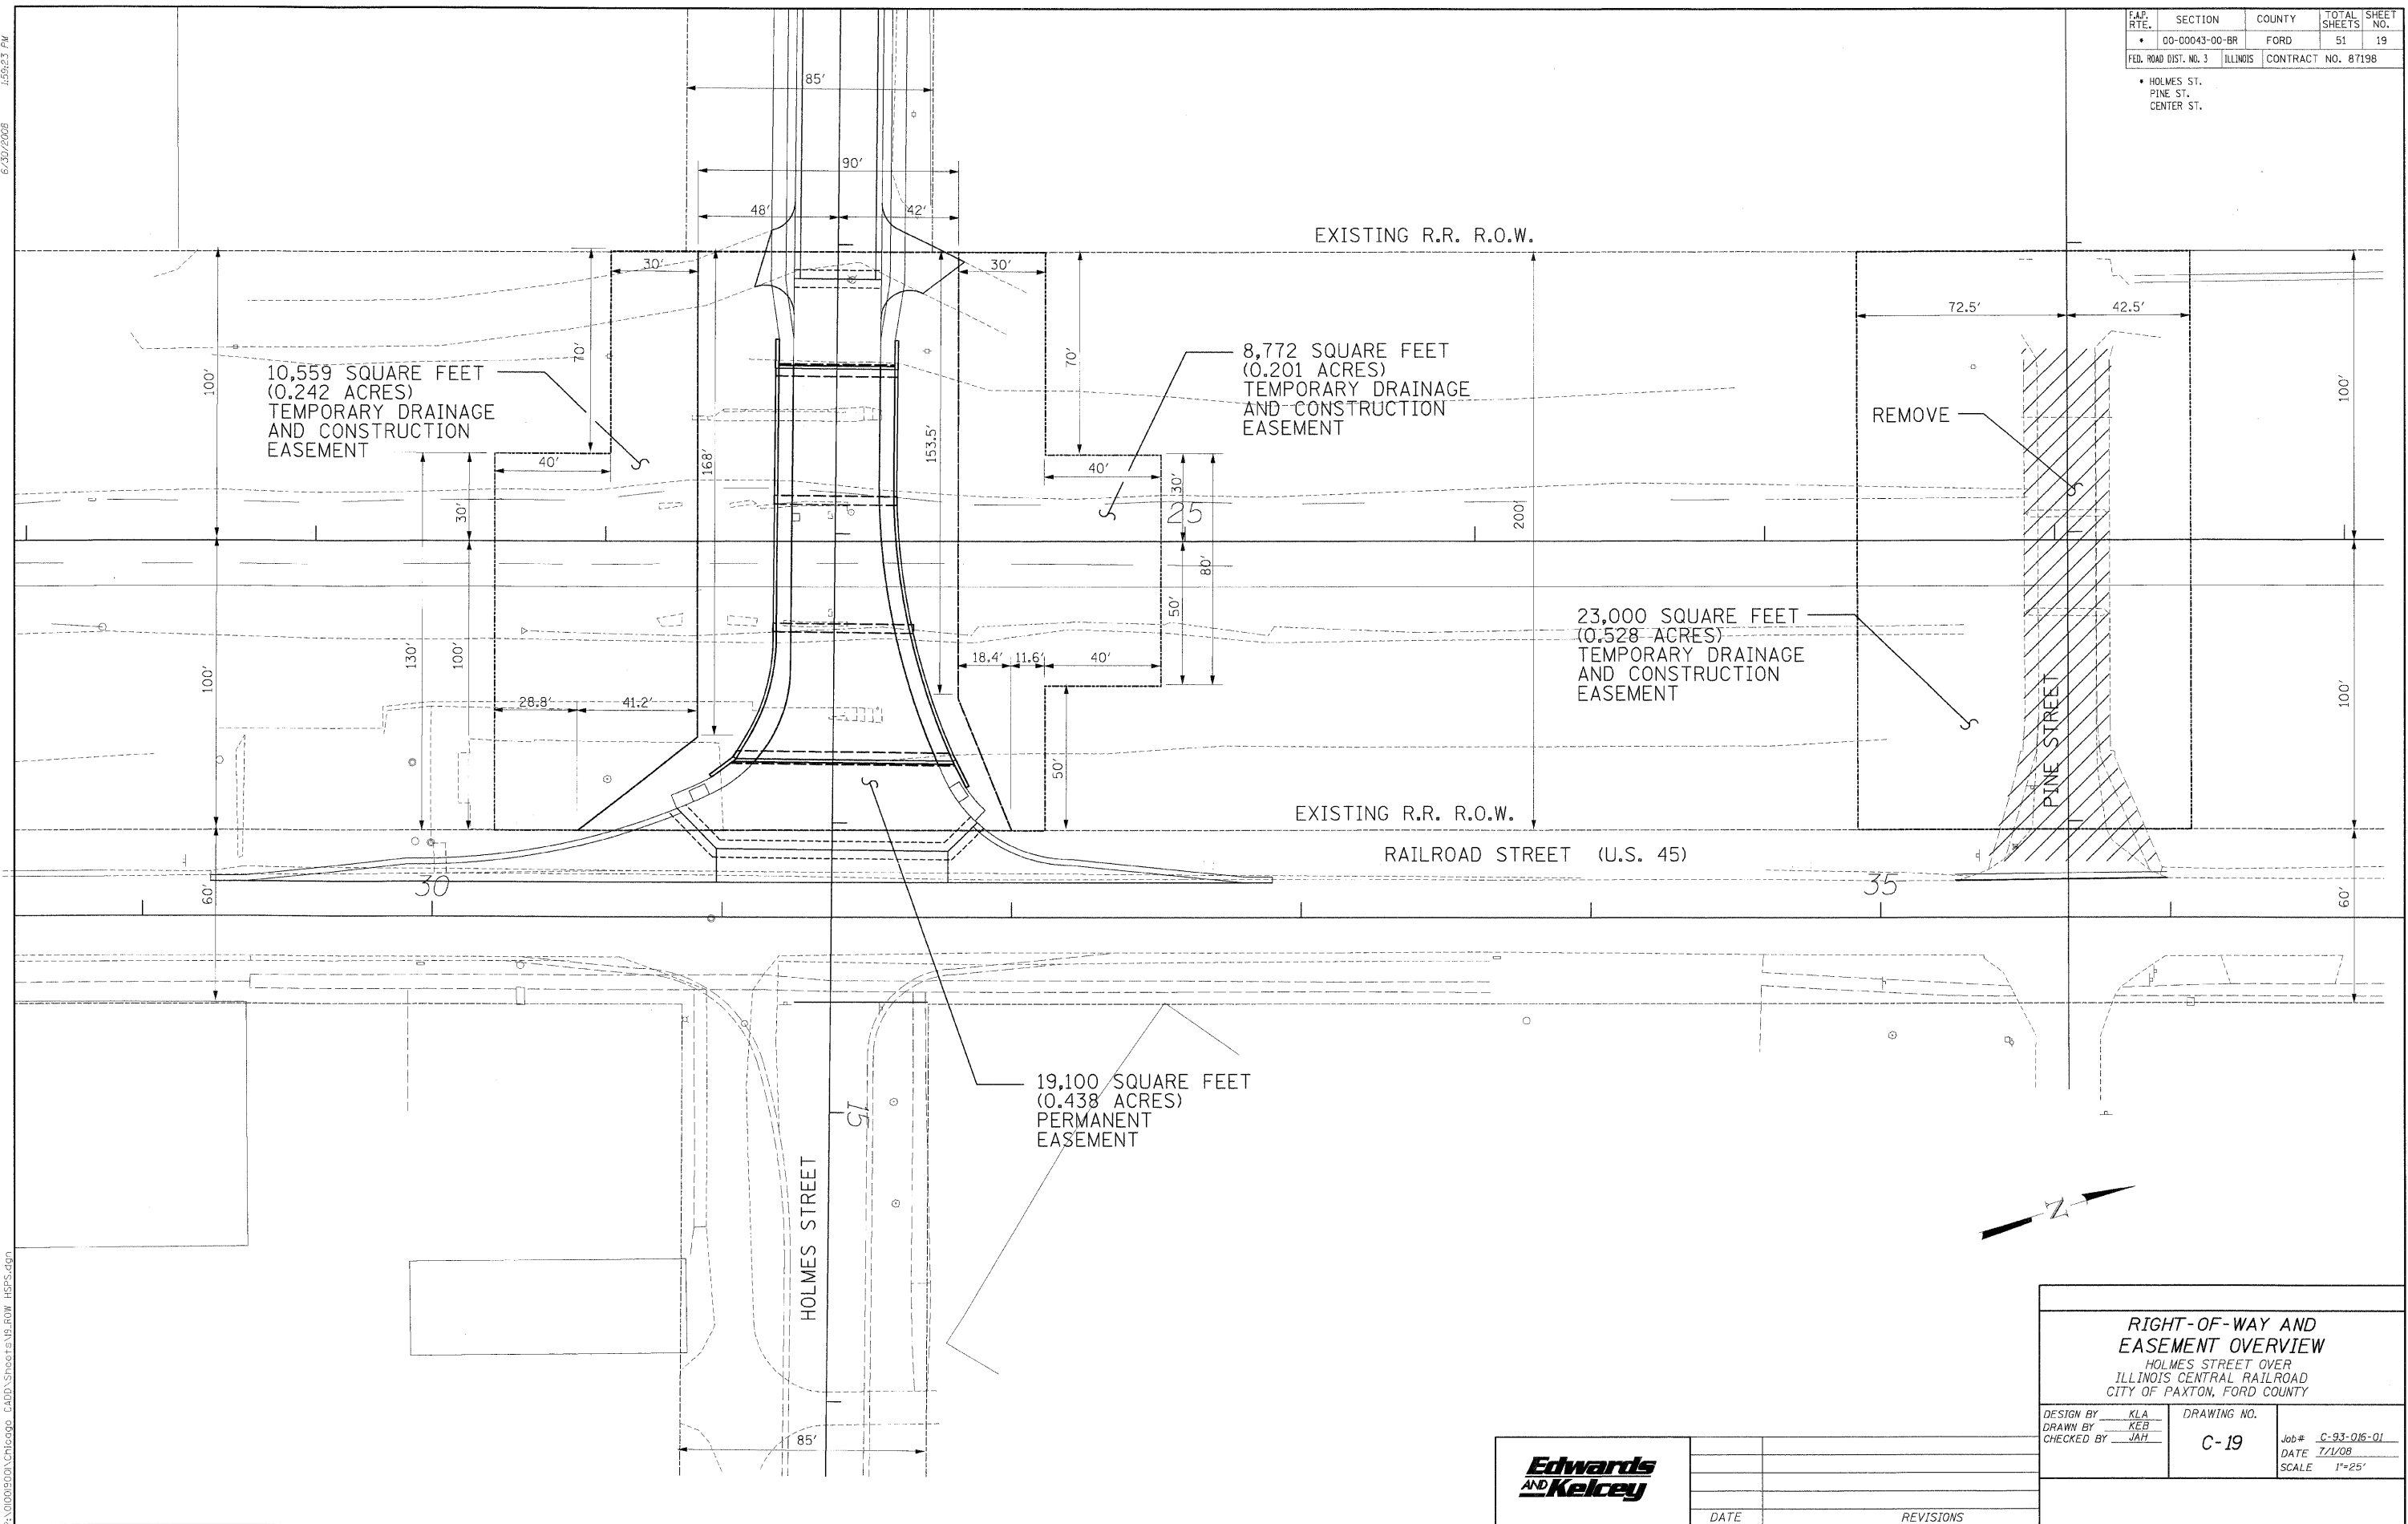 6/30/2008 1:59:23 PM
F.A.P. RTE. SECTION COUNTY TOTAL SHEETS SHEET NO.
* 00-00043-00-BR FORD 51 19
FED. ROAD DIST. NO. 3 ILLINOIS CONTRACT NO. 87198
* HOLMES ST.
PINE ST.
CENTER ST.
85'
90'
48' 42'
EXISTING R.R. R.O.W.
30' 30'
72.5' 42.5'
100'
70'
10,559 SQUARE FEET
(0.242 ACRES)
TEMPORARY DRAINAGE
AND CONSTRUCTION
EASEMENT
168'
153.5'
70'
8,772 SQUARE FEET
(0.201 ACRES)
TEMPORARY DRAINAGE
AND CONSTRUCTION
EASEMENT
REMOVE
100'
40' 40'
30' 30'
25
200'
80'
50'
130'
100'
100'
18.4' 11.6' 40'
28.8' 41.2'
50'
23,000 SQUARE FEET
(0.528 ACRES)
TEMPORARY DRAINAGE
AND CONSTRUCTION
EASEMENT
PINE STREET
100'
EXISTING R.R. R.O.W.
RAILROAD STREET (U.S. 45)
30
35
60' 60'
19,100 SQUARE FEET
(0.438 ACRES)
PERMANENT
EASEMENT
15
HOLMES STREET
N
85'
RIGHT-OF-WAY AND
EASEMENT OVERVIEW
HOLMES STREET OVER
ILLINOIS CENTRAL RAILROAD
CITY OF PAXTON, FORD COUNTY
DESIGN BY KLA
DRAWN BY KEB
CHECKED BY JAH
DRAWING NO.
C-19
Job# C-93-016-01
DATE 7/1/08
SCALE 1"=25'
Edwards
AND Kelcey
DATE REVISIONS